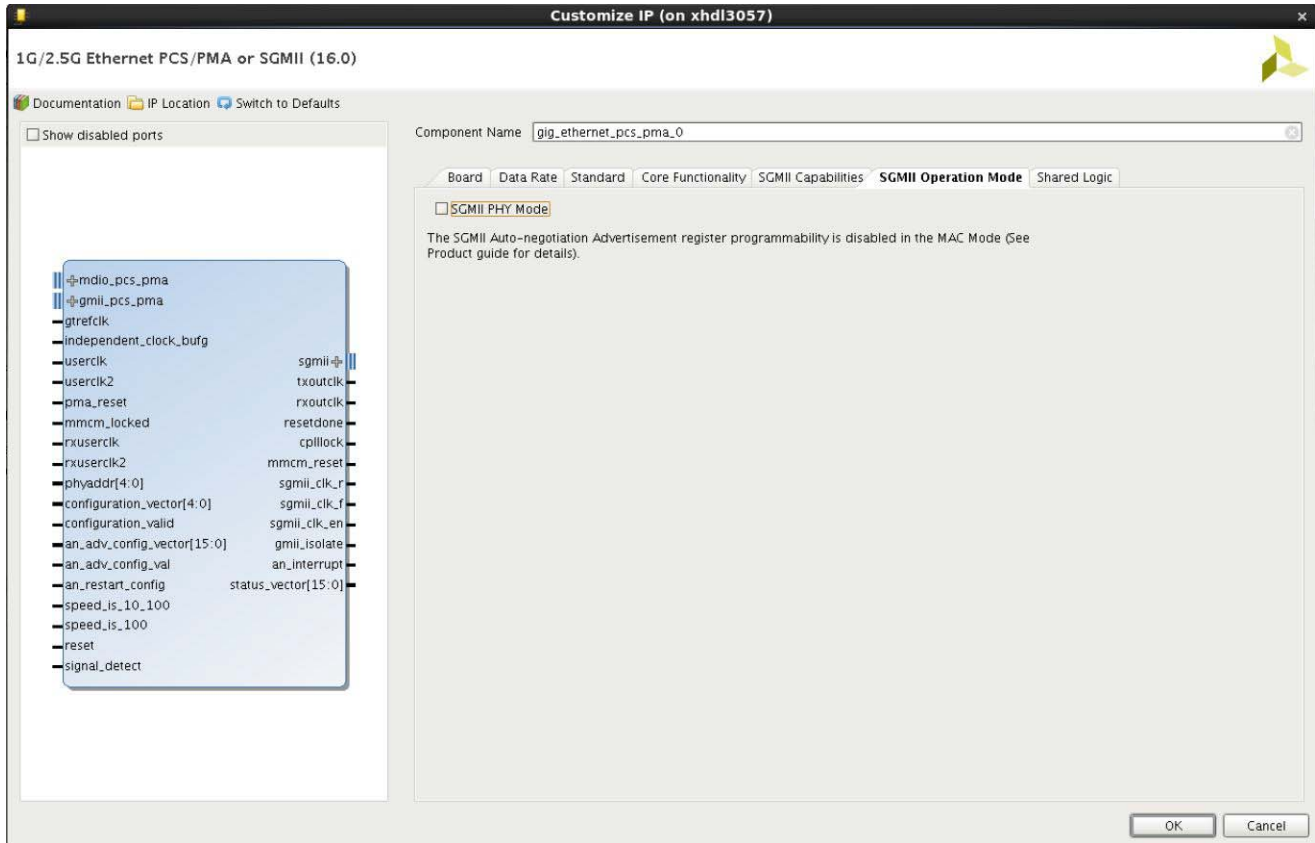 Customize IP (on xhdl3057)
1G/2.5G Ethernet PCS/PMA or SGMII (16.0)
Documentation IP Location Switch to Defaults
Show disabled ports
Component Name gig_ethernet_pcs_pma_0
Board Data Rate Standard Core Functionality SGMII Capabilities SGMII Operation Mode Shared Logic
SGMII PHY Mode
The SGMII Auto-negotiation Advertisement register programmability is disabled in the MAC Mode (See
Product guide for details).
mdio_pcs_pma
gmii_pcs_pma
gtrefclk
independent_clock_bufg
userclk
userclk2
pma_reset
mmcm_locked
rxuserclk
rxuserclk2
phyaddr[4:0]
configuration_vector[4:0]
configuration_valid
an_adv_config_vector[15:0]
an_adv_config_val
an_restart_config
speed_is_10_100
speed_is_100
reset
signal_detect
sgmii
txoutclk
rxoutclk
resetdone
cplllock
mmcm_reset
sgmii_clk_r
sgmii_clk_f
sgmii_clk_en
gmii_isolate
an_interrupt
status_vector[15:0]
OK Cancel